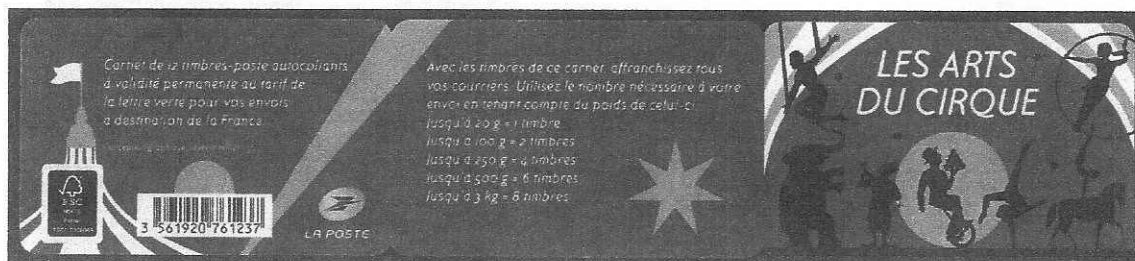 Carnet de 12 timbres-poste autocollants
à validité permanente au tarif de
la lettre verte pour vos envois
à destination de la France.
FSC
3 561920 761237
LA POSTE
Avec les timbres de ce carnet, affranchissez tous
vos courriers. Utilisez le nombre nécessaire à votre
envoi en tenant compte du poids de celui-ci.
Jusqu'à 20 g = 1 timbre
Jusqu'à 100 g = 2 timbres
Jusqu'à 250 g = 4 timbres
Jusqu'à 500 g = 6 timbres
Jusqu'à 3 kg = 8 timbres
LES ARTS
DU CIRQUE